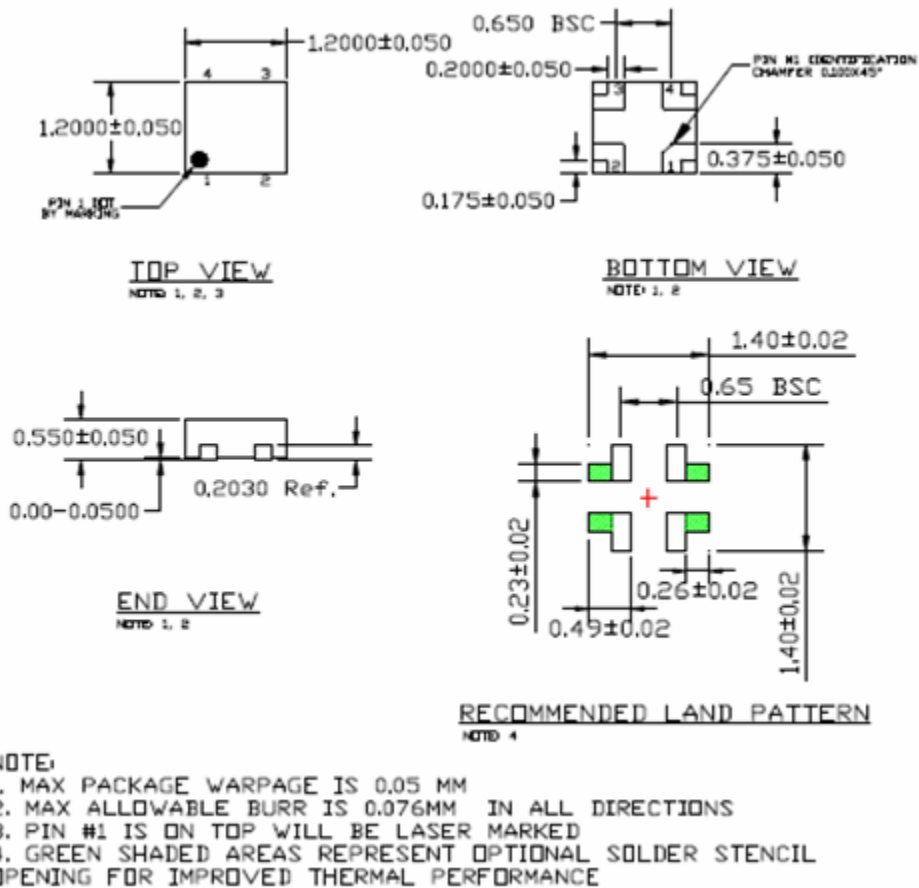 1.2000±0.050
4 3
1.2000±0.050
1 2
PIN 1 DOT
BY MARKING
TOP VIEW
NOTE: 1, 2, 3
0.650 BSC
0.2000±0.050
PIN #1 IDENTIFICATION
CHAMFER 0.100X45°
3 4
2 1
0.375±0.050
0.175±0.050
BOTTOM VIEW
NOTE: 1, 2
0.550±0.050
0.2030 Ref.
0.00-0.0500
END VIEW
NOTE: 1, 2
1.40±0.02
0.65 BSC
0.23±0.02
0.26±0.02
0.49±0.02
1.40±0.02
RECOMMENDED LAND PATTERN
NOTE: 4
NOTE:
1. MAX PACKAGE WARPAGE IS 0.05 MM
2. MAX ALLOWABLE BURR IS 0.076MM IN ALL DIRECTIONS
3. PIN #1 IS ON TOP WILL BE LASER MARKED
4. GREEN SHADED AREAS REPRESENT OPTIONAL SOLDER STENCIL
OPENING FOR IMPROVED THERMAL PERFORMANCE